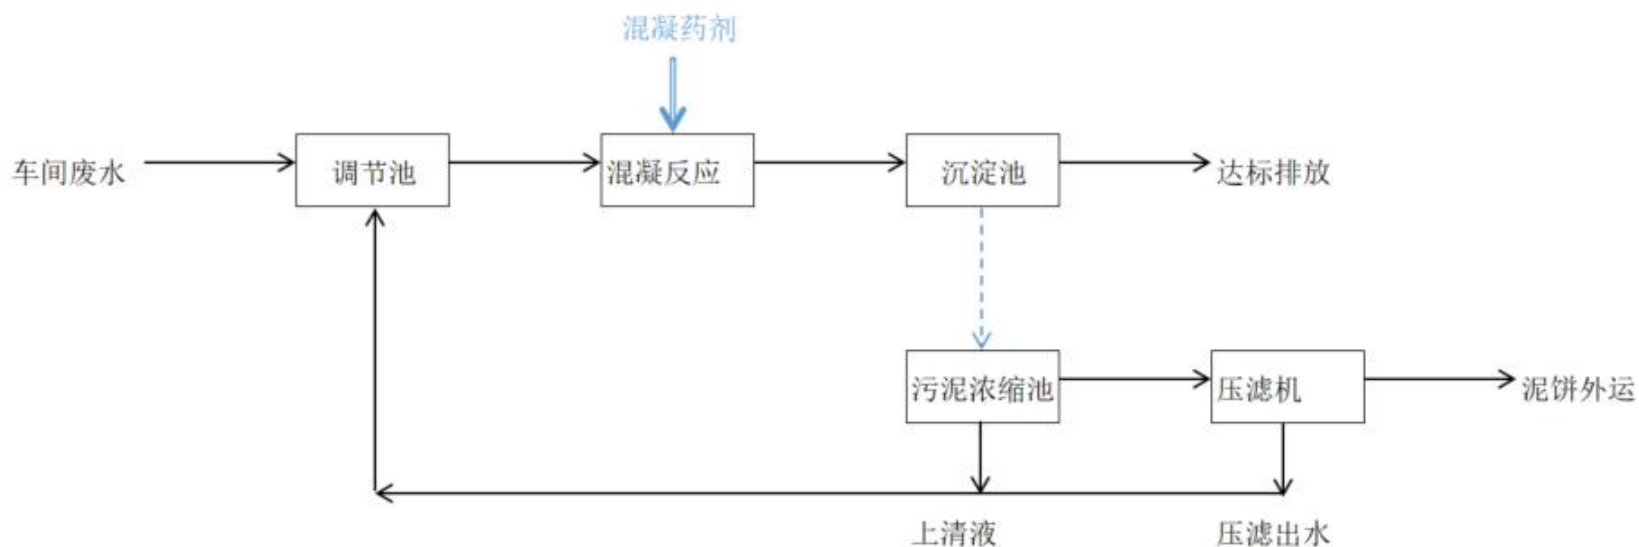 混凝药剂
车间废水
调节池
混凝反应
沉淀池
达标排放
污泥浓缩池
压滤机
泥饼外运
上清液
压滤出水